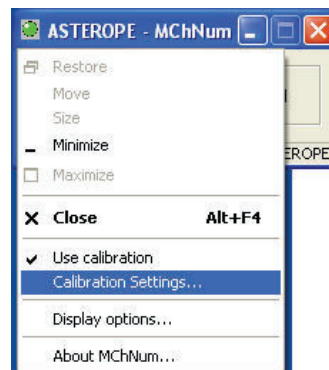 ASTEROPE - MChNum
Restore
Move
Size
Minimize
EROPE
Maximize
Close Alt+F4
Use calibration
Calibration Settings...
Display options...
About MChNum...